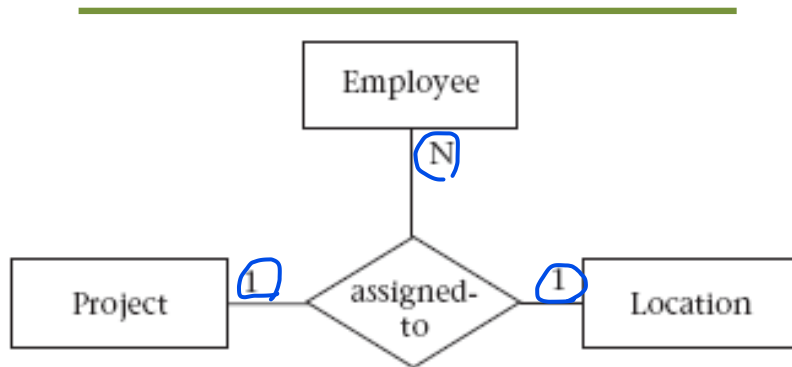 Employee
N
Project
1
assigned-
to
1
Location